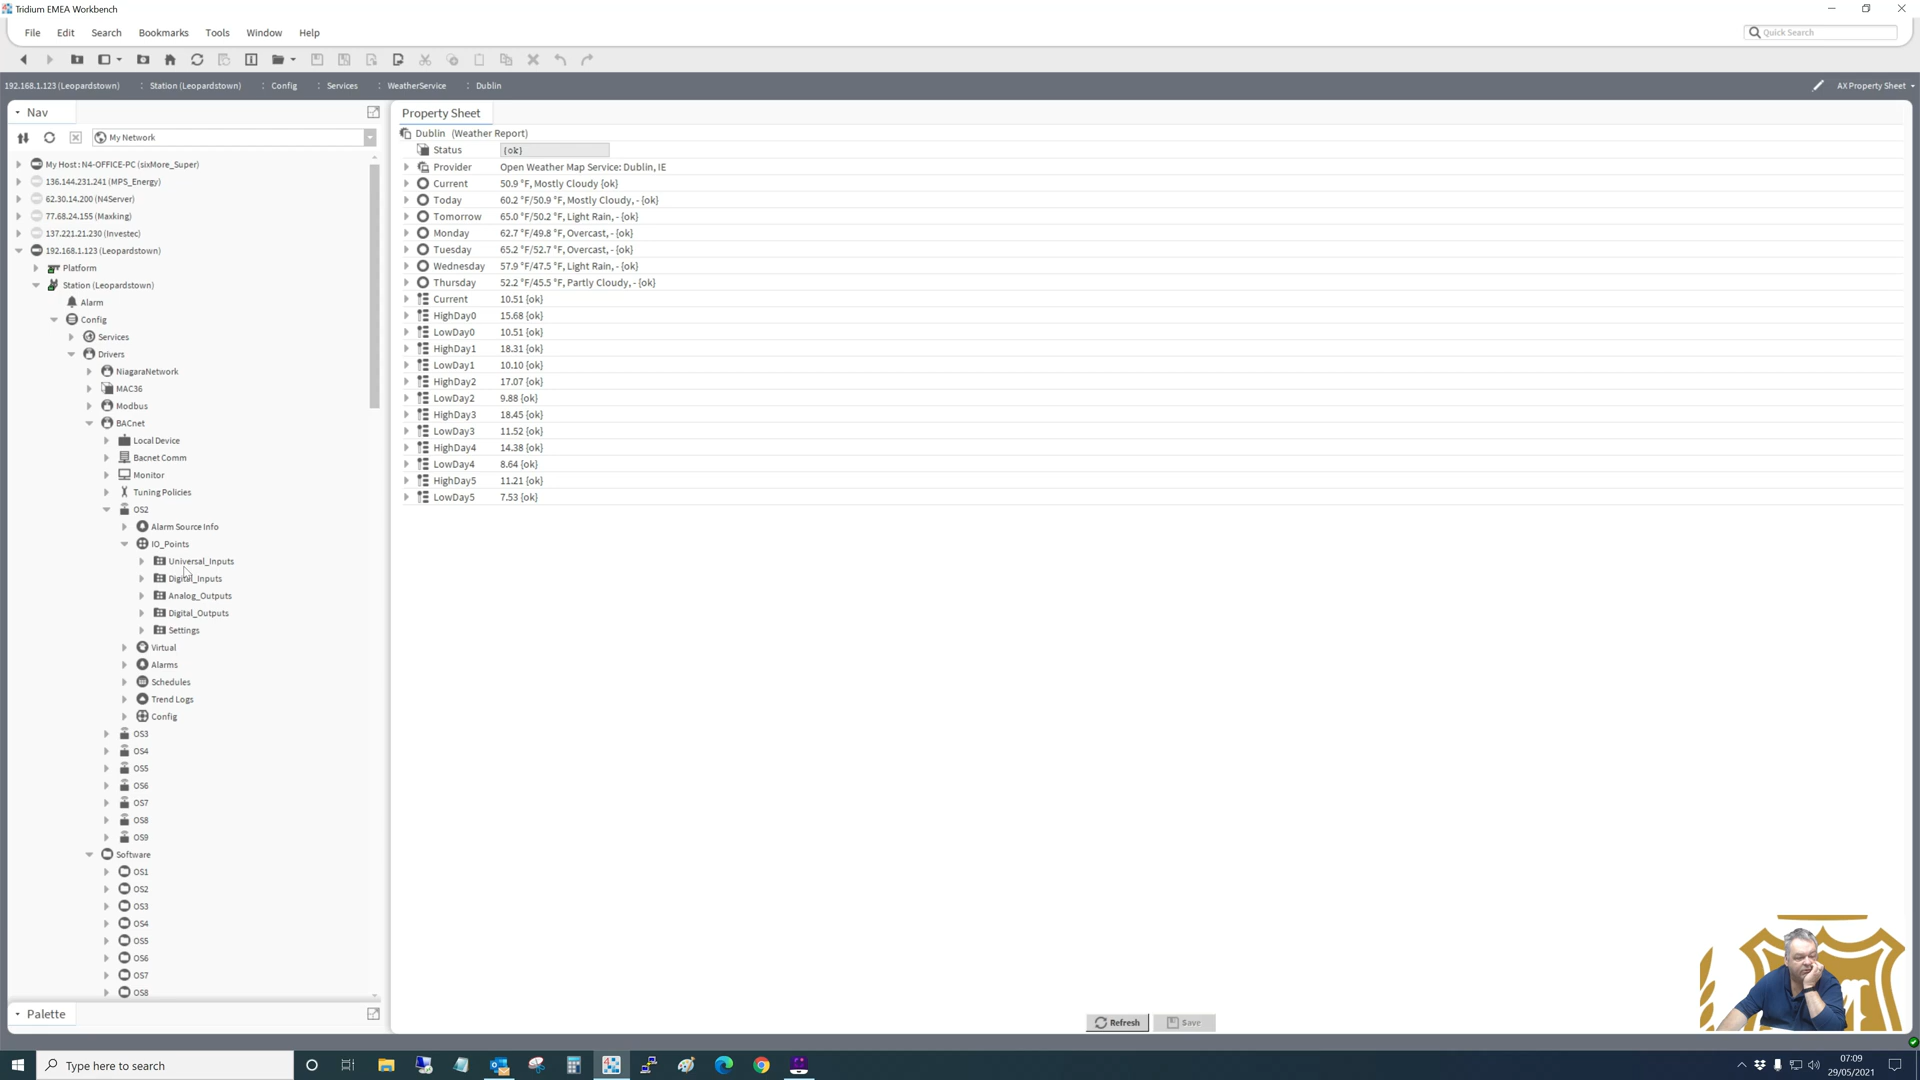 Tridium EMEA Workbench
File Edit Search Bookmarks Tools Window Help
Quick Search
192.168.1.123 (Leopardstown) : Station (Leopardstown) : Config : Services : WeatherService : Dublin
AX Property Sheet
Nav
My Network
My Host : N4-OFFICE-PC (sixMore_Super)
136.144.231.241 (MPS_Energy)
62.30.14.200 (N4Server)
77.68.24.155 (Maxking)
137.221.21.230 (Investec)
192.168.1.123 (Leopardstown)
Platform
Station (Leopardstown)
Alarm
Config
Services
Drivers
NiagaraNetwork
MAC36
Modbus
BACnet
Local Device
Bacnet Comm
Monitor
Tuning Policies
OS2
Alarm Source Info
IO_Points
Universal_Inputs
Digital_Inputs
Analog_Outputs
Digital_Outputs
Settings
Virtual
Alarms
Schedules
Trend Logs
Config
OS3
OS4
OS5
OS6
OS7
OS8
OS9
Software
OS1
OS2
OS3
OS4
OS5
OS6
OS7
OS8
Palette
Property Sheet
Dublin (Weather Report)
Status {ok}
Provider Open Weather Map Service: Dublin, IE
Current 50.9 °F, Mostly Cloudy {ok}
Today 60.2 °F/50.9 °F, Mostly Cloudy, - {ok}
Tomorrow 65.0 °F/50.2 °F, Light Rain, - {ok}
Monday 62.7 °F/49.8 °F, Overcast, - {ok}
Tuesday 65.2 °F/52.7 °F, Overcast, - {ok}
Wednesday 57.9 °F/47.5 °F, Light Rain, - {ok}
Thursday 52.2 °F/45.5 °F, Partly Cloudy, - {ok}
Current 10.51 {ok}
HighDay0 15.68 {ok}
LowDay0 10.51 {ok}
HighDay1 18.31 {ok}
LowDay1 10.10 {ok}
HighDay2 17.07 {ok}
LowDay2 9.88 {ok}
HighDay3 18.45 {ok}
LowDay3 11.52 {ok}
HighDay4 14.38 {ok}
LowDay4 8.64 {ok}
HighDay5 11.21 {ok}
LowDay5 7.53 {ok}
Refresh Save
Type here to search
07:09
29/05/2021